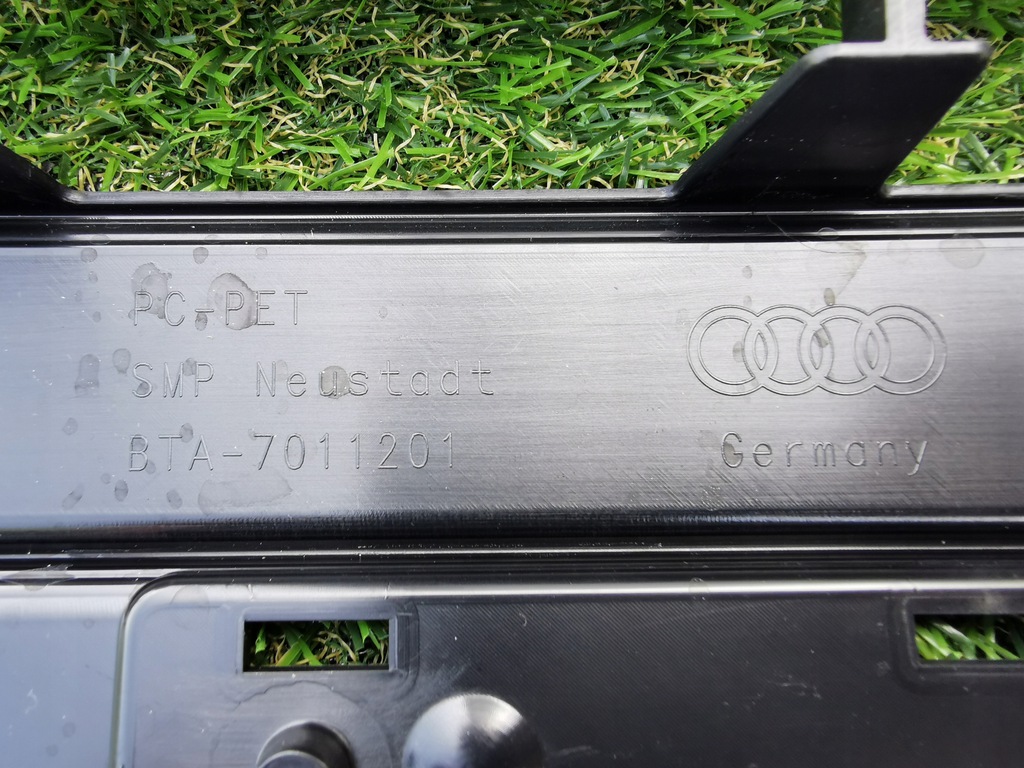 PC-PET
SMP Neustadt
BTA-7011201
Germany